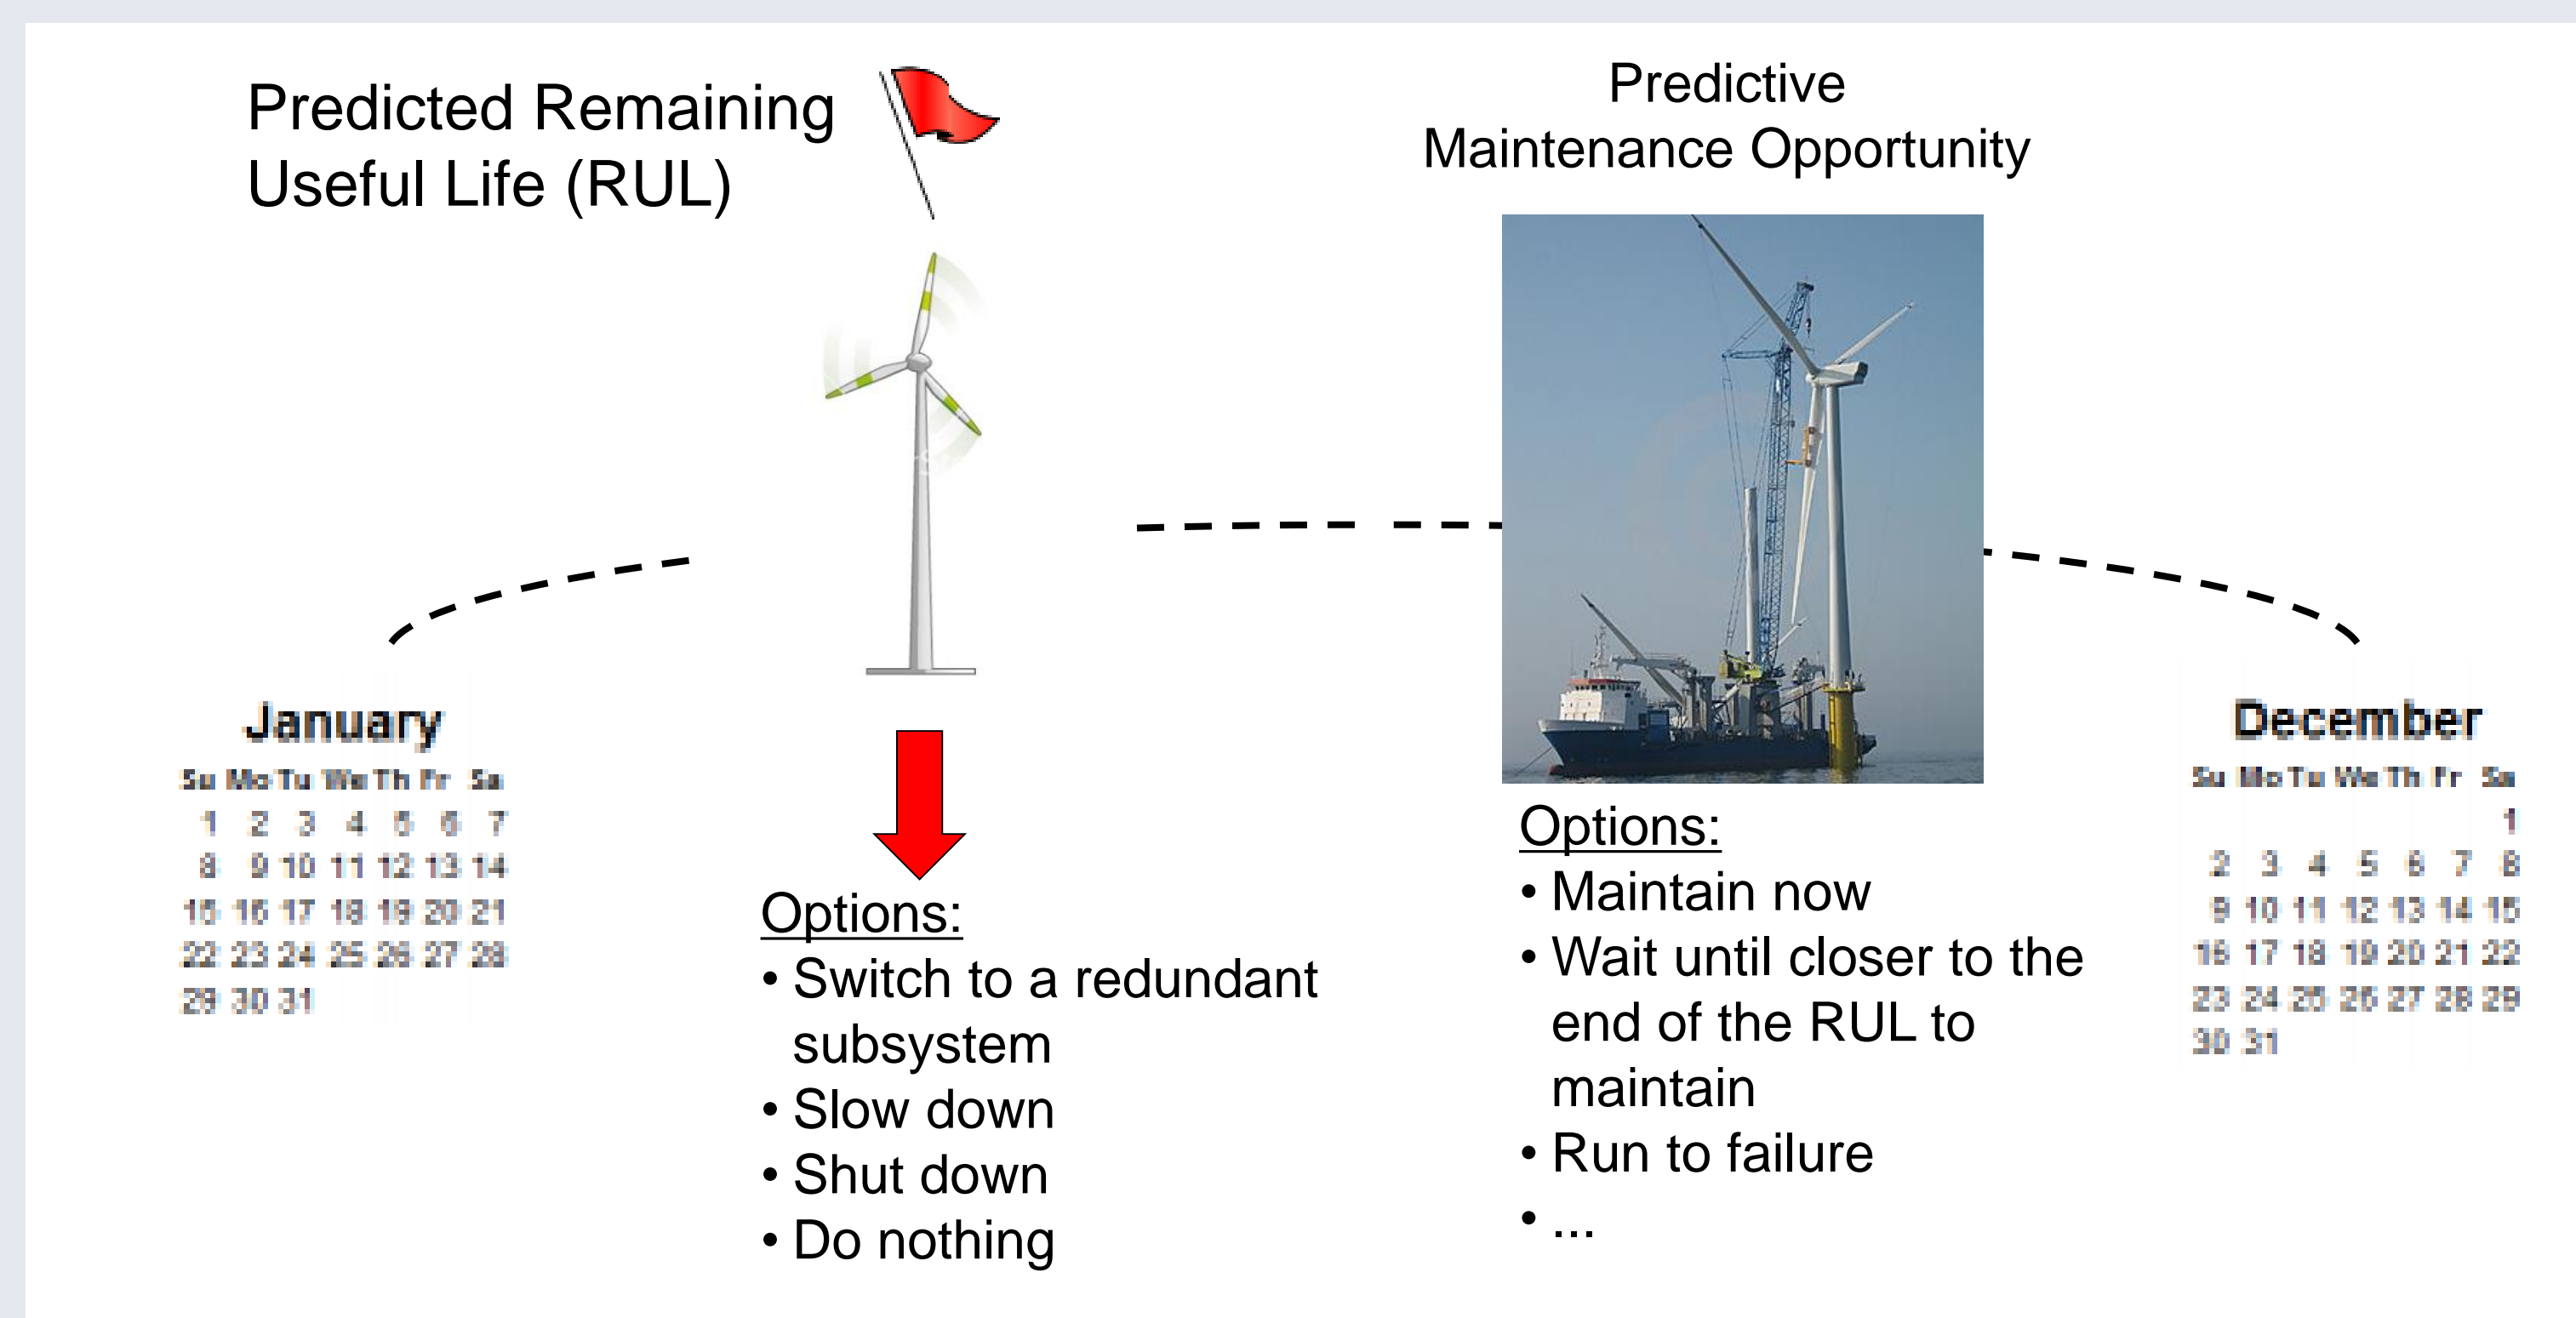 Predicted Remaining
Useful Life (RUL)
Predictive
Maintenance Opportunity
January
Su Mo Tu We Th Fr Sa
1 2 3 4 5 6 7
8 9 10 11 12 13 14
15 16 17 18 19 20 21
22 23 24 25 26 27 28
29 30 31
Options:
• Switch to a redundant
subsystem
• Slow down
• Shut down
• Do nothing
Options:
• Maintain now
• Wait until closer to the
end of the RUL to
maintain
• Run to failure
• ...
December
Su Mo Tu We Th Fr Sa
1
2 3 4 5 6 7 8
9 10 11 12 13 14 15
16 17 18 19 20 21 22
23 24 25 26 27 28 29
30 31